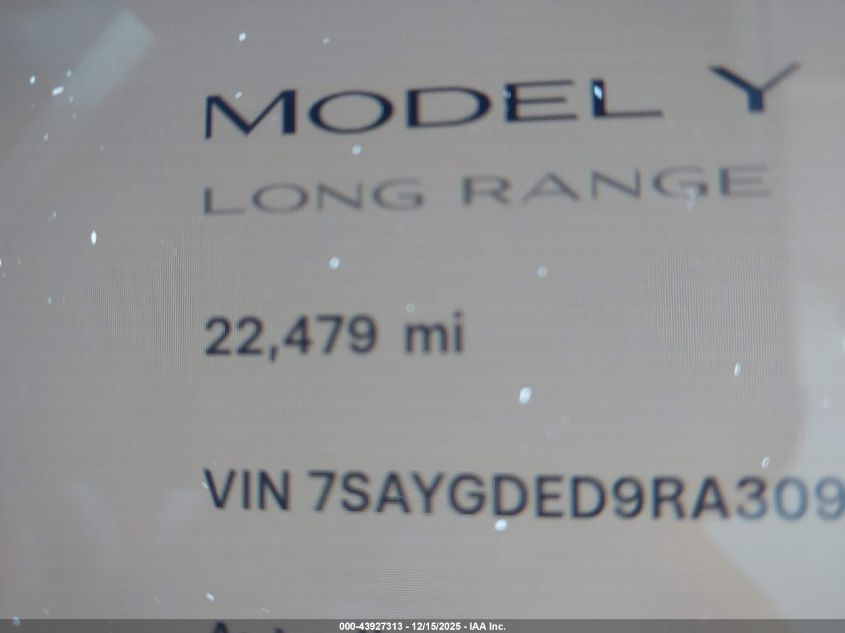 MODEL Y
LONG RANGE
22,479 mi
VIN 7SAYGDED9RA309
000-43927313 - 12/15/2025 - IAA Inc.